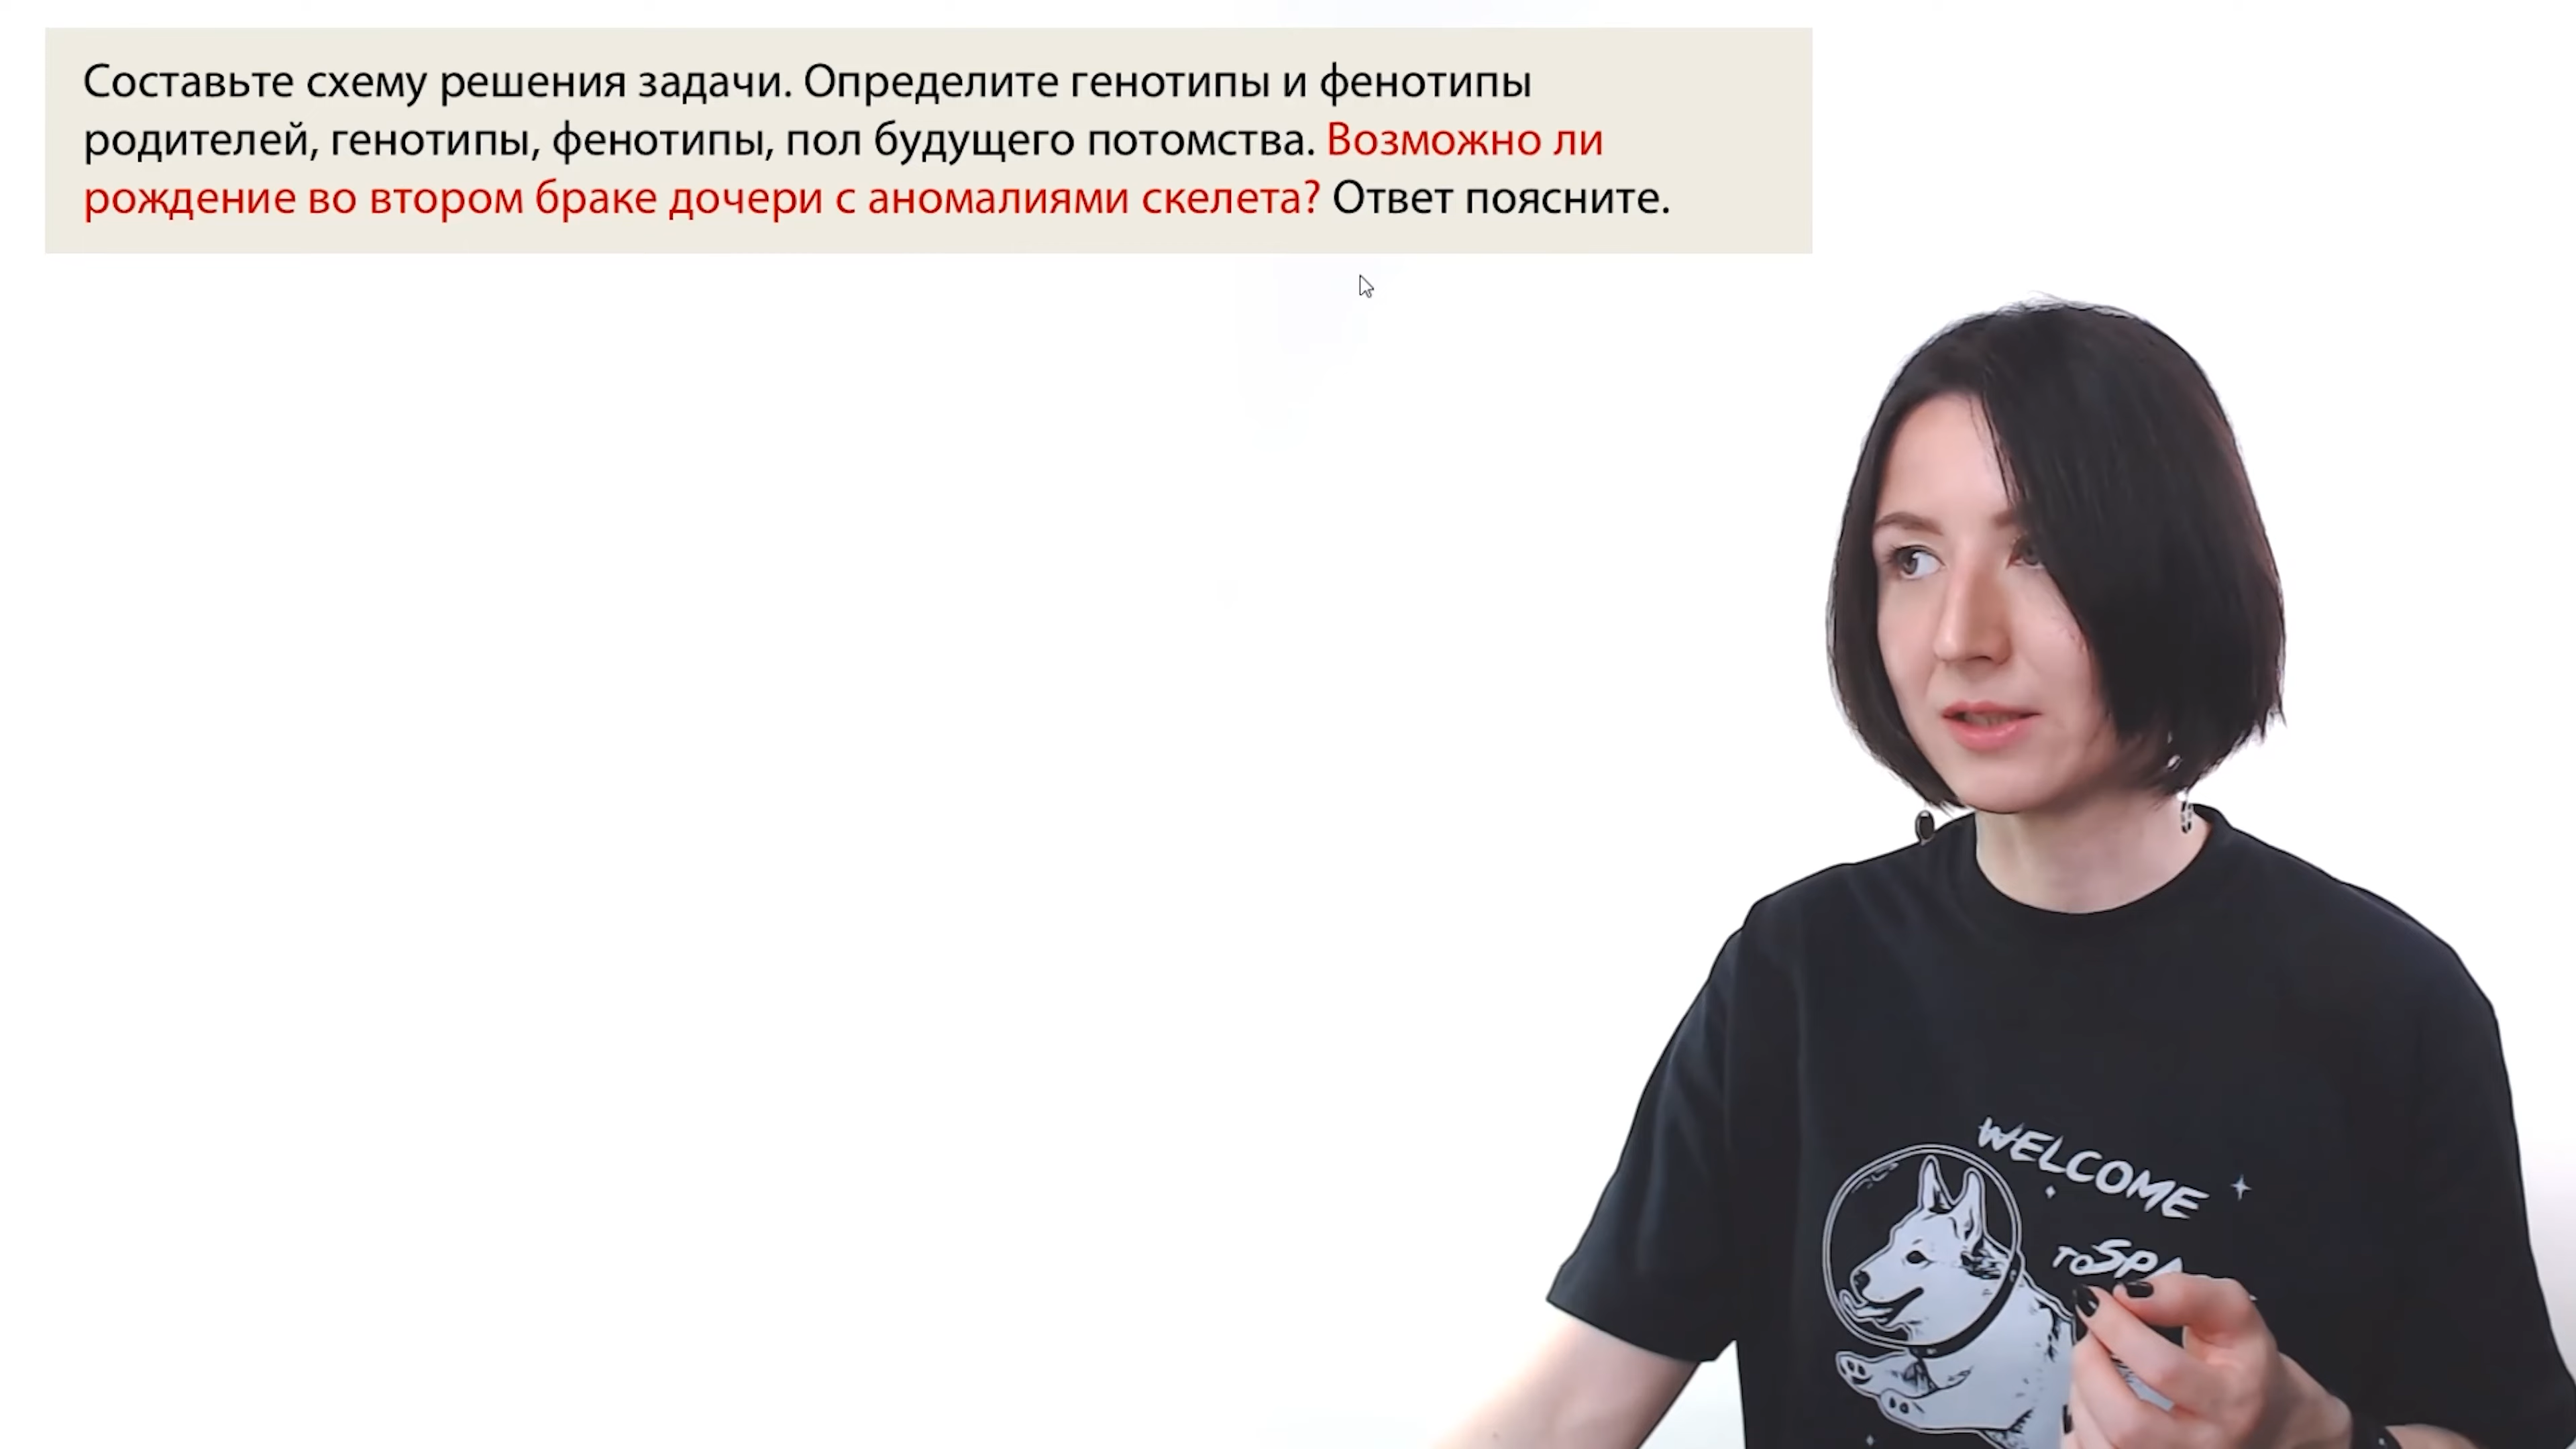 Составьте схему решения задачи. Определите генотипы и фенотипы
родителей, генотипы, фенотипы, пол будущего потомства. Возможно ли
рождение во втором браке дочери с аномалиями скелета? Ответ поясните.
WELCOME
TO